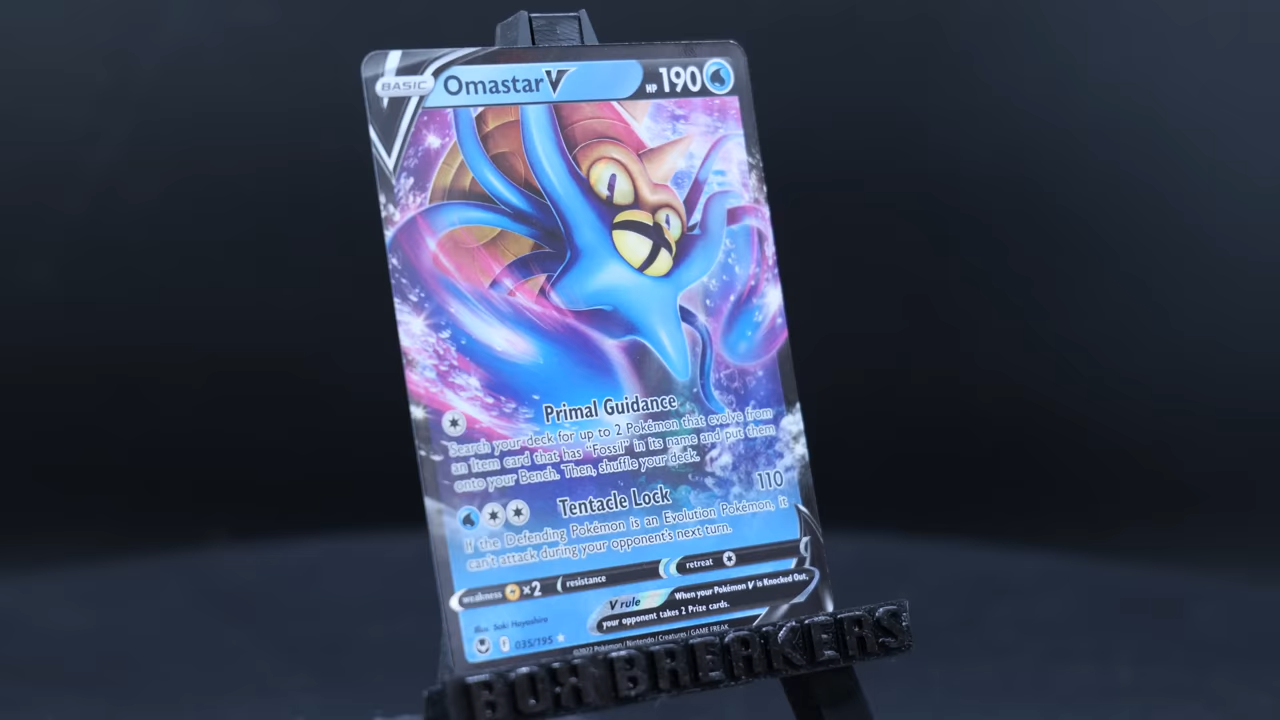 BASIC Omastar V HP 190
Primal Guidance
Search your deck for up to 2 Pokémon that evolve from
an Item card that has "Fossil" in its name and put them
onto your Bench. Then, shuffle your deck.
Tentacle Lock 110
If the Defending Pokémon is an Evolution Pokémon, it
can't attack during your opponent's next turn.
weakness ×2 resistance retreat
V rule When your Pokémon V is Knocked Out,
your opponent takes 2 Prize cards.
Illus. Saki Hayashiro
035/195
©2022 Pokémon / Nintendo / Creatures / GAME FREAK
BOXBREAKERS